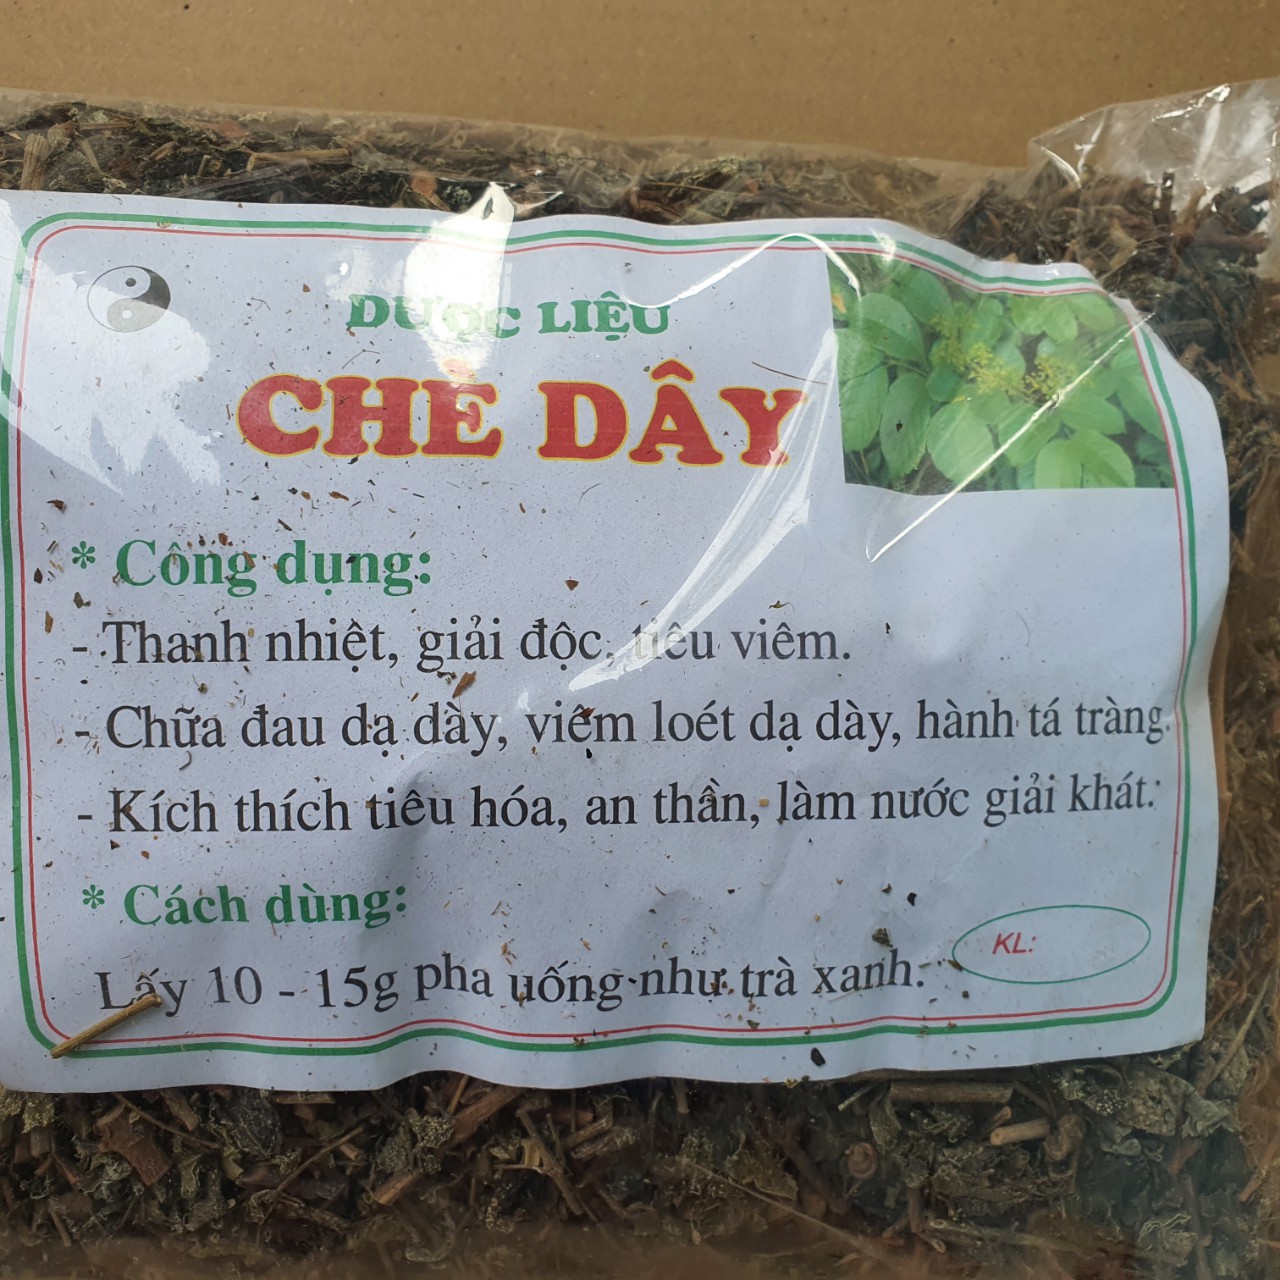 DƯỢC LIỆU
CHÈ DÂY
* Công dụng:
- Thanh nhiệt, giải độc, tiêu viêm.
- Chữa đau dạ dày, viêm loét dạ dày, hành tá tràng.
- Kích thích tiêu hóa, an thần, làm nước giải khát.
* Cách dùng:
Lấy 10 - 15g pha uống như trà xanh.
KL: